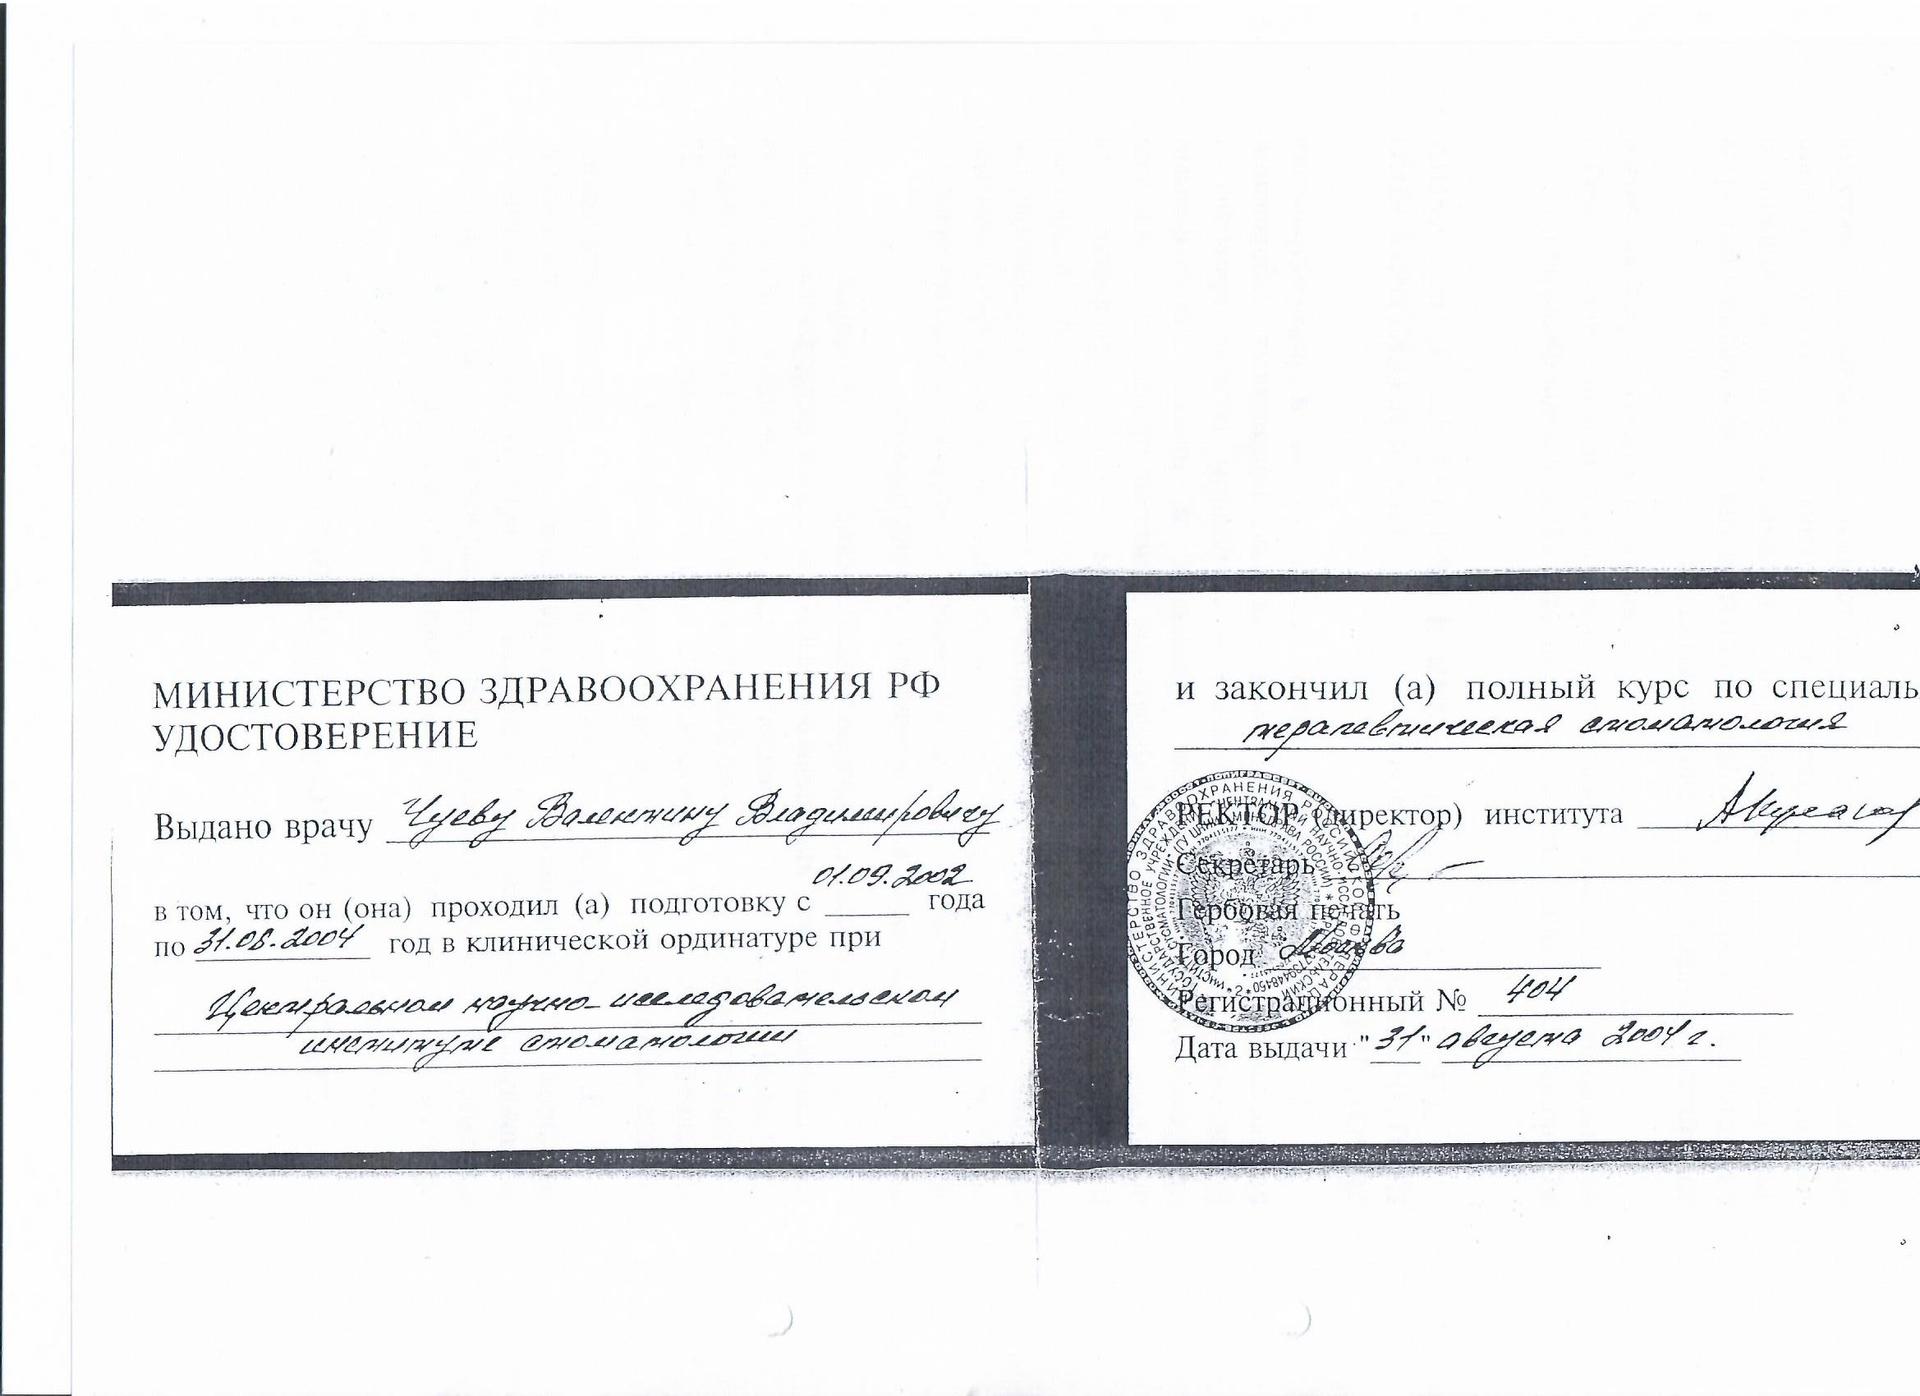 МИНИСТЕРСТВО ЗДРАВООХРАНЕНИЯ РФ
УДОСТОВЕРЕНИЕ
Выдано врачу Чуеву Валентину Владимировичу
01.09.2002
в том, что он (она) проходил (а) подготовку с ______ года
по 31.08.2004 год в клинической ординатуре при
Центральном научно-исследовательском
институте стоматологии
и закончил (а) полный курс по специаль
терапевтическая стоматология
РЕКТОР (директор) института
Секретарь
Гербовая печать
Город Москва
Регистрационный № 404
Дата выдачи "31" августа 2004 г.